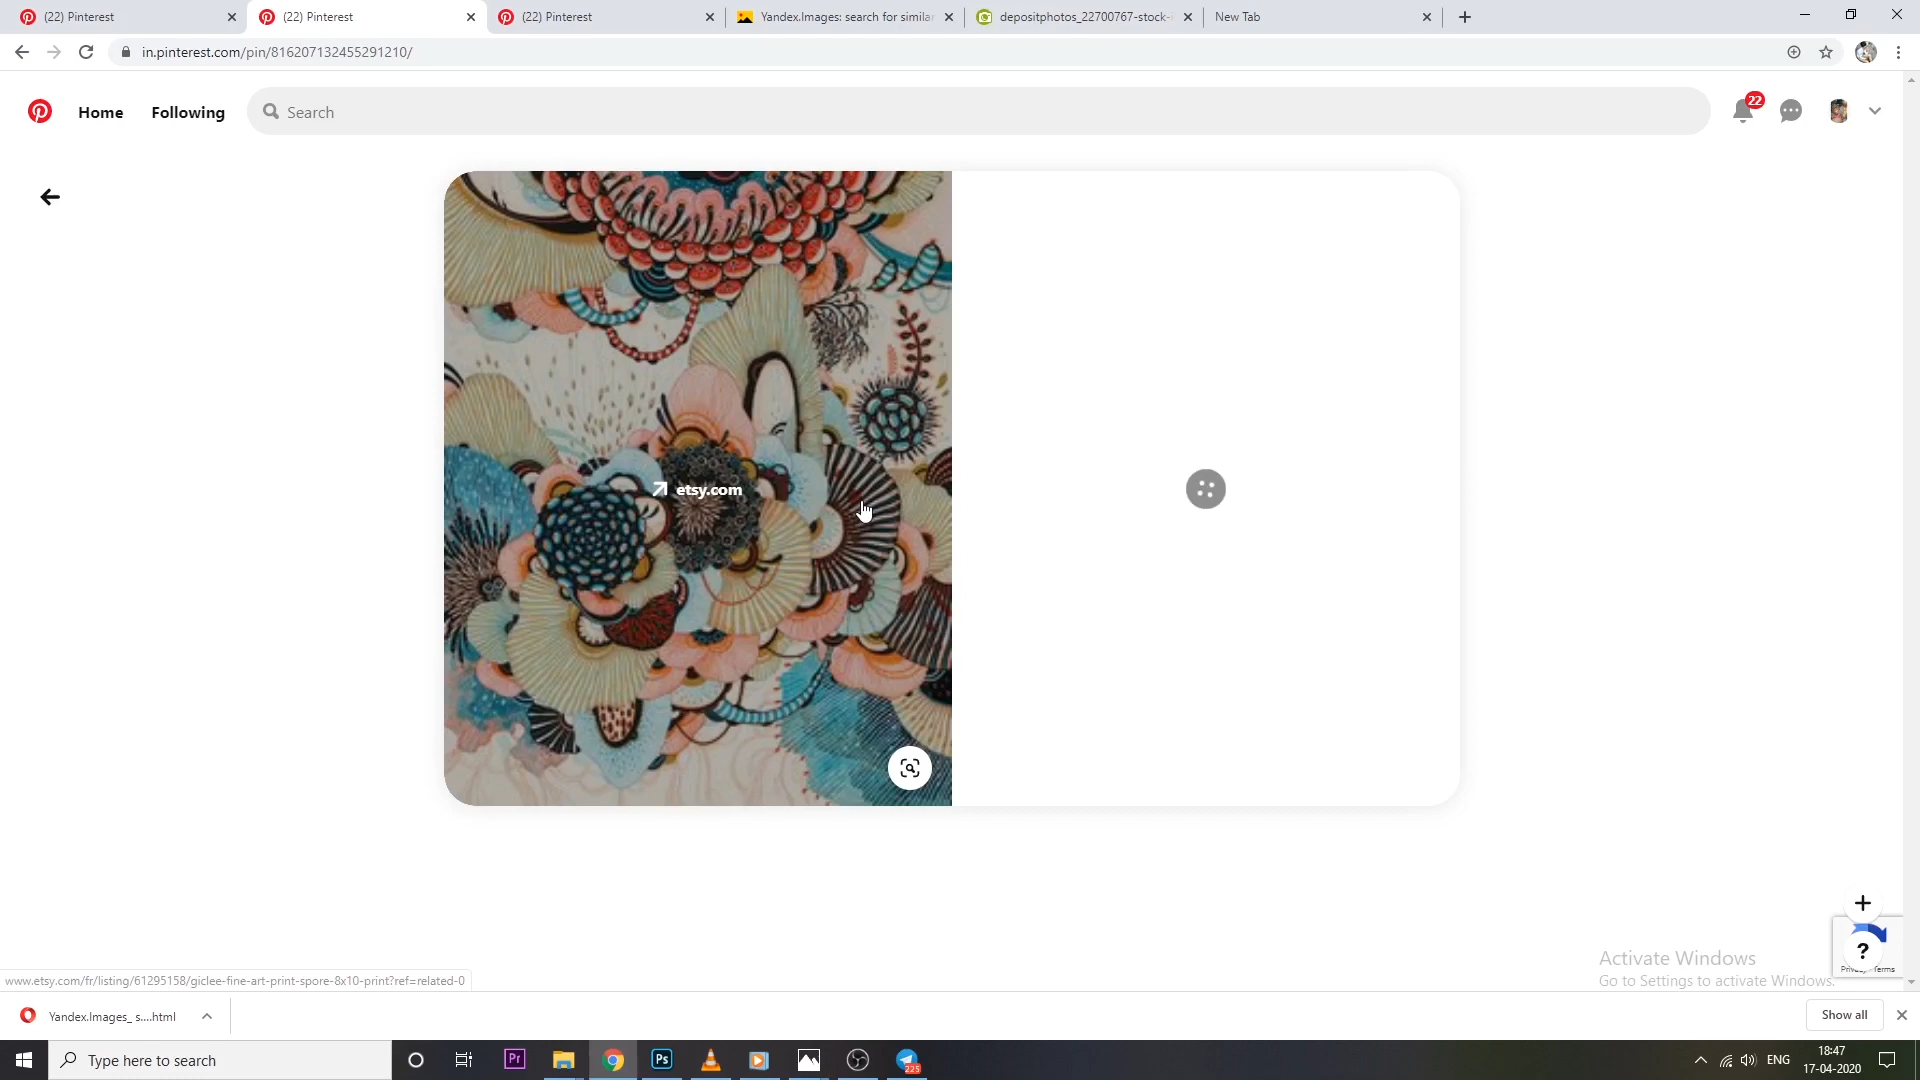 (22) Pinterest
(22) Pinterest
(22) Pinterest
Yandex.Images: search for similar
depositphotos_22700767-stock-
New Tab
in.pinterest.com/pin/816207132455291210/
Home
Following
Search
22
etsy.com
?
Activate Windows
Go to Settings to activate Windows.
www.etsy.com/fr/listing/61295158/giclee-fine-art-print-spore-8x10-print?ref=related-0
Yandex.Images_ s....html
Show all
Type here to search
Pr
Ps
225
ENG
18:47
17-04-2020